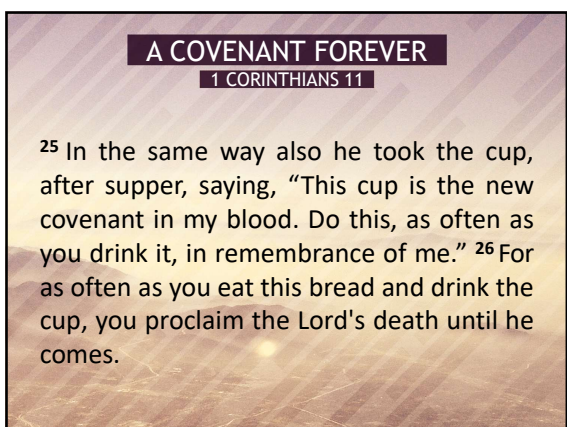 A COVENANT FOREVER
1 CORINTHIANS 11
25 In the same way also he took the cup,
after supper, saying, “This cup is the new
covenant in my blood. Do this, as often as
you drink it, in remembrance of me.” 26 For
as often as you eat this bread and drink the
cup, you proclaim the Lord's death until he
comes.